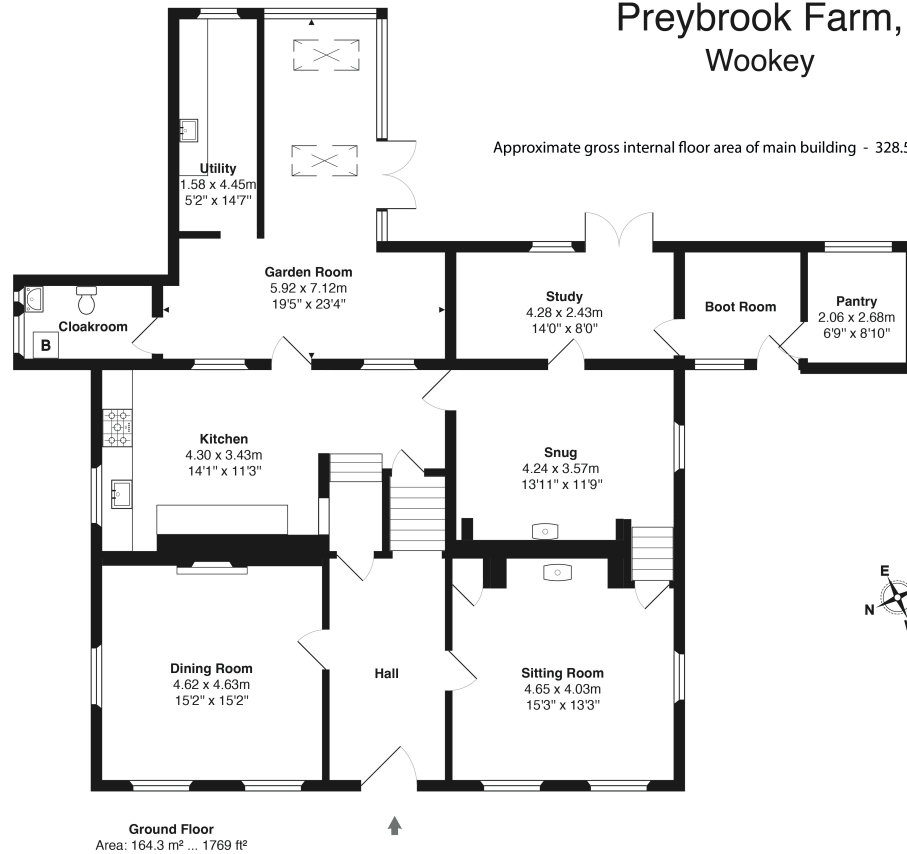 Preybrook Farm,
Wookey
Approximate gross internal floor area of main building - 328.5
Utility
1.58 x 4.45m
5'2" x 14'7"
Garden Room
5.92 x 7.12m
19'5" x 23'4"
Cloakroom
B
Study
4.28 x 2.43m
14'0" x 8'0"
Boot Room
Pantry
2.06 x 2.68m
6'9" x 8'10"
Kitchen
4.30 x 3.43m
14'1" x 11'3"
Snug
4.24 x 3.57m
13'11" x 11'9"
E
N
Dining Room
4.62 x 4.63m
15'2" x 15'2"
Hall
Sitting Room
4.65 x 4.03m
15'3" x 13'3"
Ground Floor
Area: 164.3 m² ... 1769 ft²